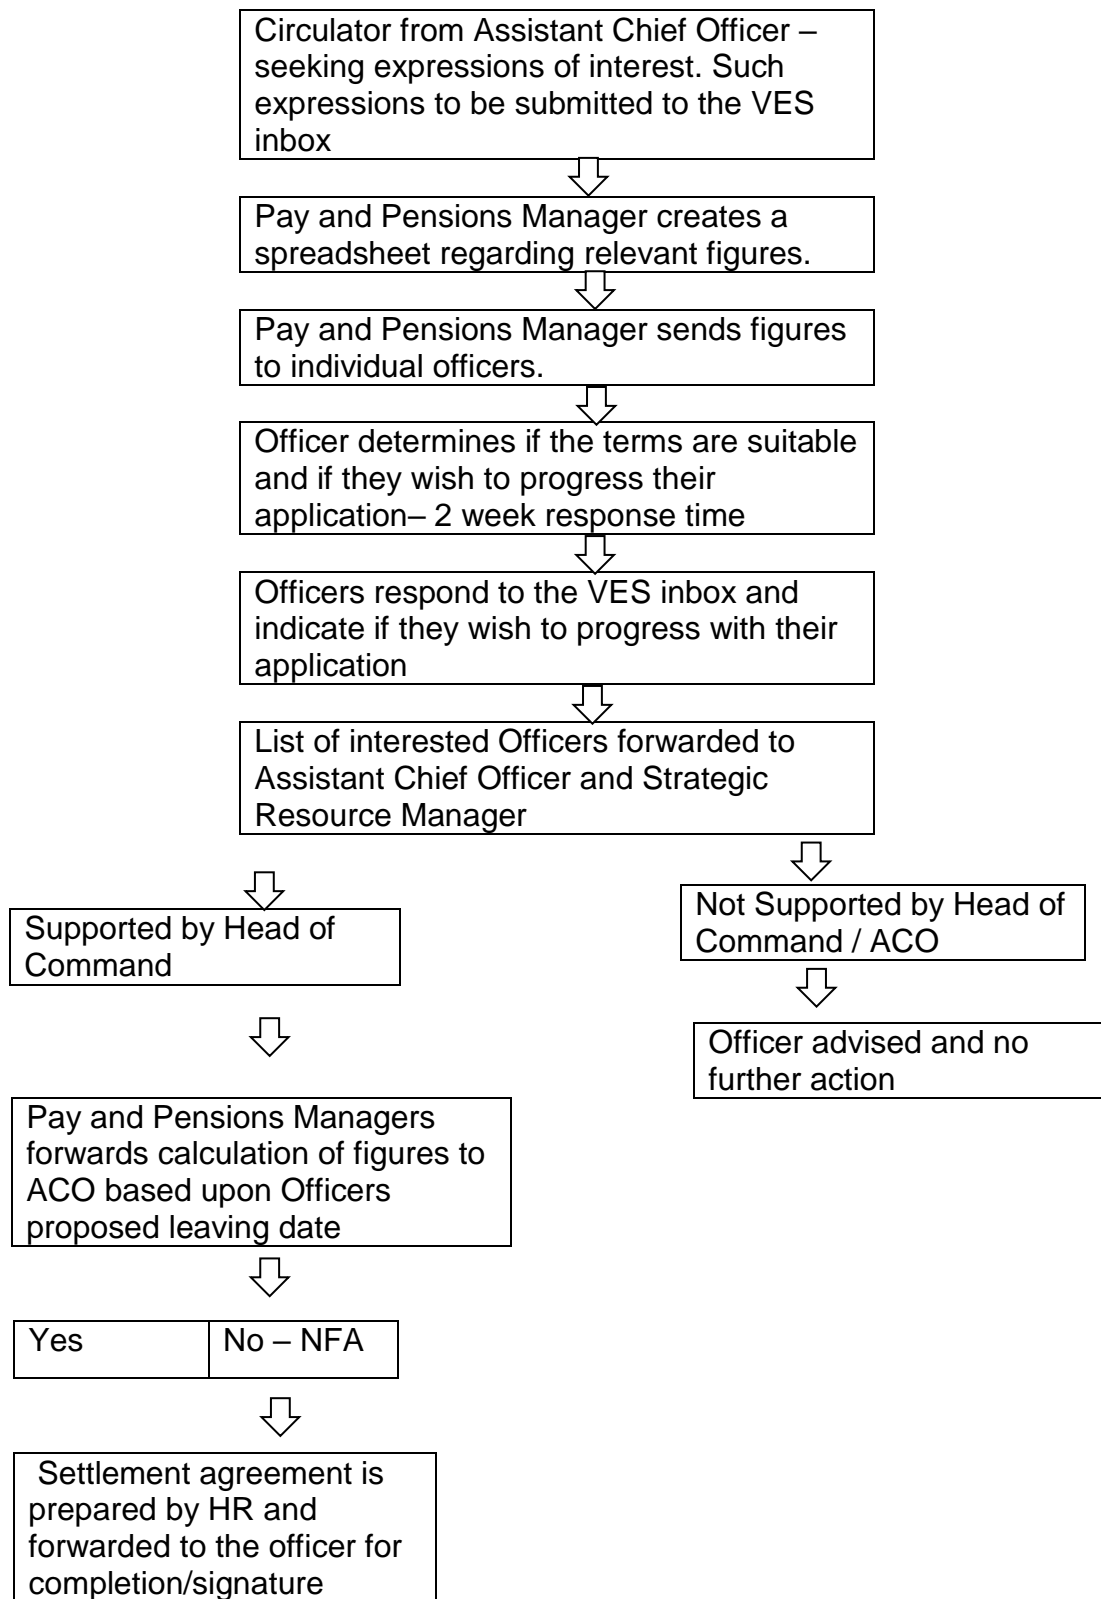 Circulator from Assistant Chief Officer –
seeking expressions of interest. Such
expressions to be submitted to the VES
inbox
Pay and Pensions Manager creates a
spreadsheet regarding relevant figures.
Pay and Pensions Manager sends figures
to individual officers.
Officer determines if the terms are suitable
and if they wish to progress their
application– 2 week response time
Officers respond to the VES inbox and
indicate if they wish to progress with their
application
List of interested Officers forwarded to
Assistant Chief Officer and Strategic
Resource Manager
Supported by Head of
Command
Not Supported by Head of
Command / ACO
Officer advised and no
further action
Pay and Pensions Managers
forwards calculation of figures to
ACO based upon Officers
proposed leaving date
Yes
No – NFA
Settlement agreement is
prepared by HR and
forwarded to the officer for
completion/signature